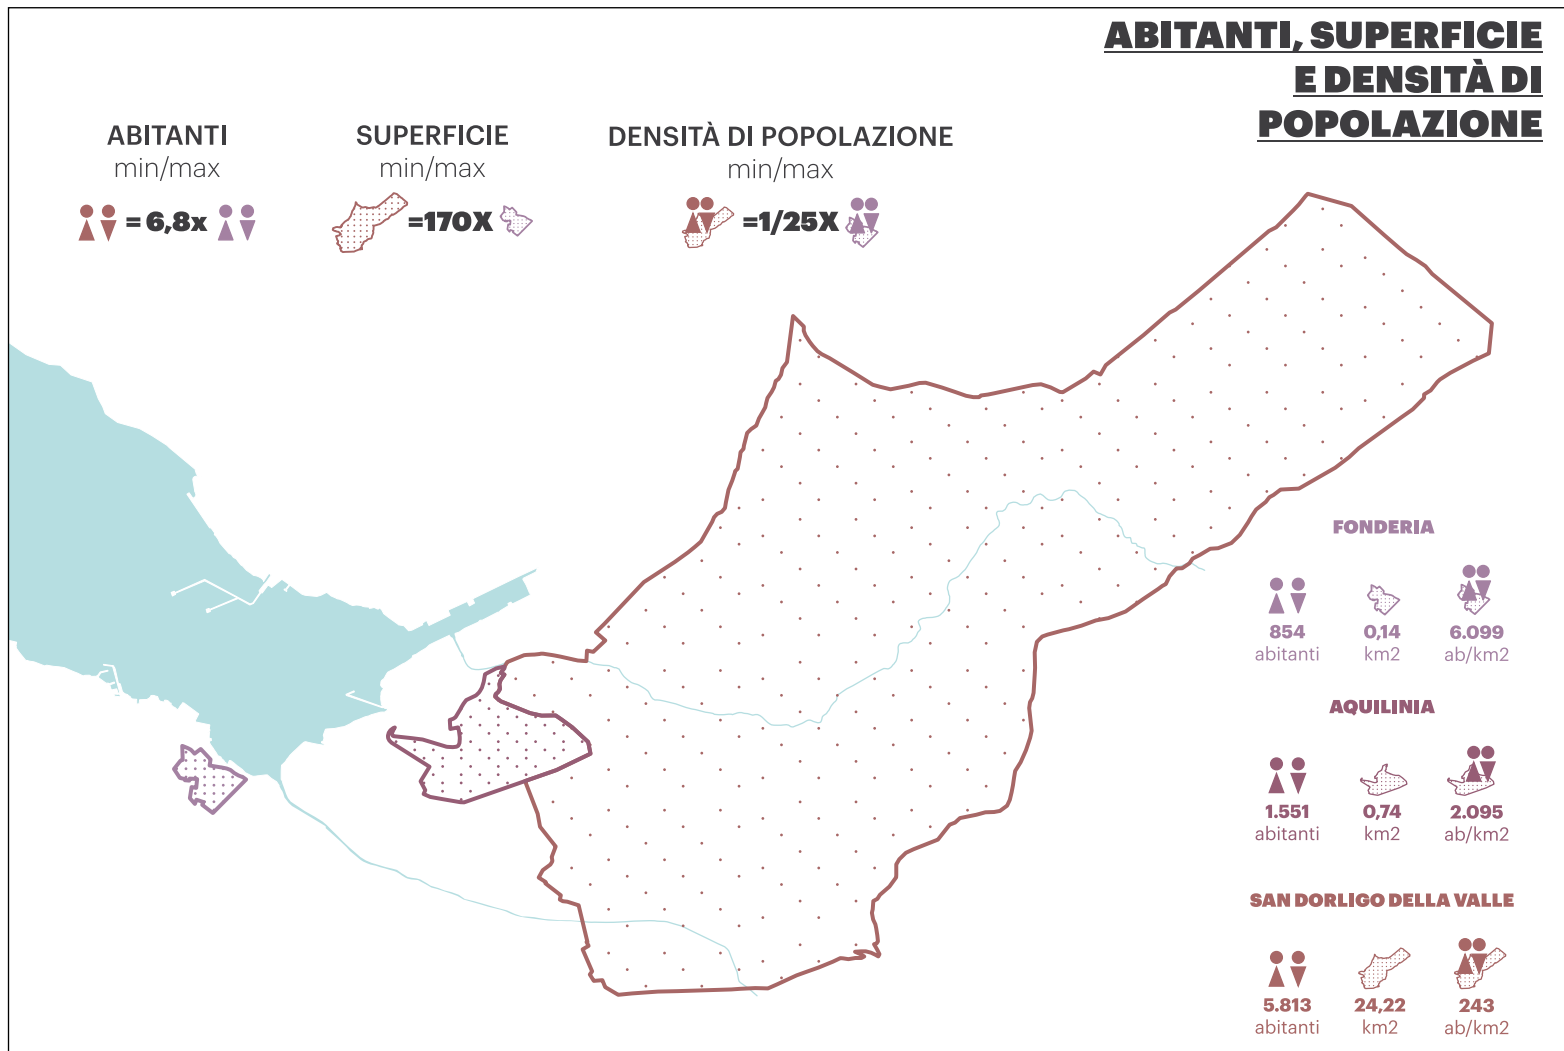 ABITANTI, SUPERFICIE
E DENSITÀ DI
POPOLAZIONE
ABITANTI
min/max
= 6,8x
SUPERFICIE
min/max
=170X
DENSITÀ DI POPOLAZIONE
min/max
=1/25X
FONDERIA
854 0,14 6.099
abitanti km2 ab/km2
AQUILINIA
1.551 0,74 2.095
abitanti km2 ab/km2
SAN DORLIGO DELLA VALLE
5.813 24,22 243
abitanti km2 ab/km2